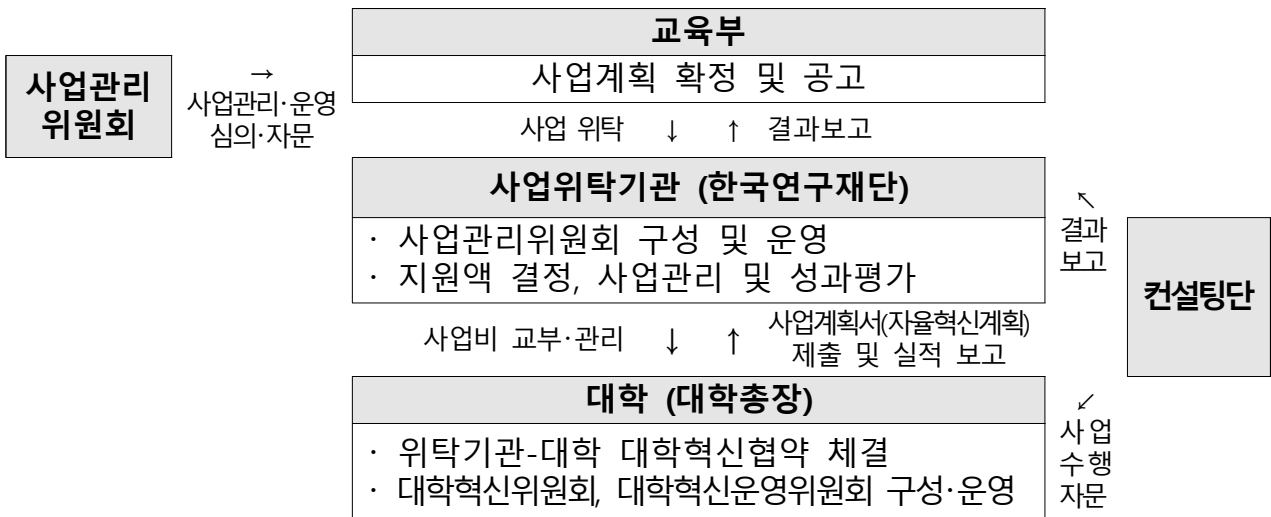 교육부
사업계획 확정 및 공고
사업관리
위원회
→
사업관리·운영
심의·자문
사업 위탁 ↓ ↑ 결과보고
사업위탁기관 (한국연구재단)
· 사업관리위원회 구성 및 운영
· 지원액 결정, 사업관리 및 성과평가
↖
결과
보고
컨설팅단
사업비 교부·관리 ↓ ↑ 사업계획서(자율혁신계획)
제출 및 실적 보고
대학 (대학총장)
· 위탁기관-대학 대학혁신협약 체결
· 대학혁신위원회, 대학혁신운영위원회 구성·운영
↙
사업
수행
자문